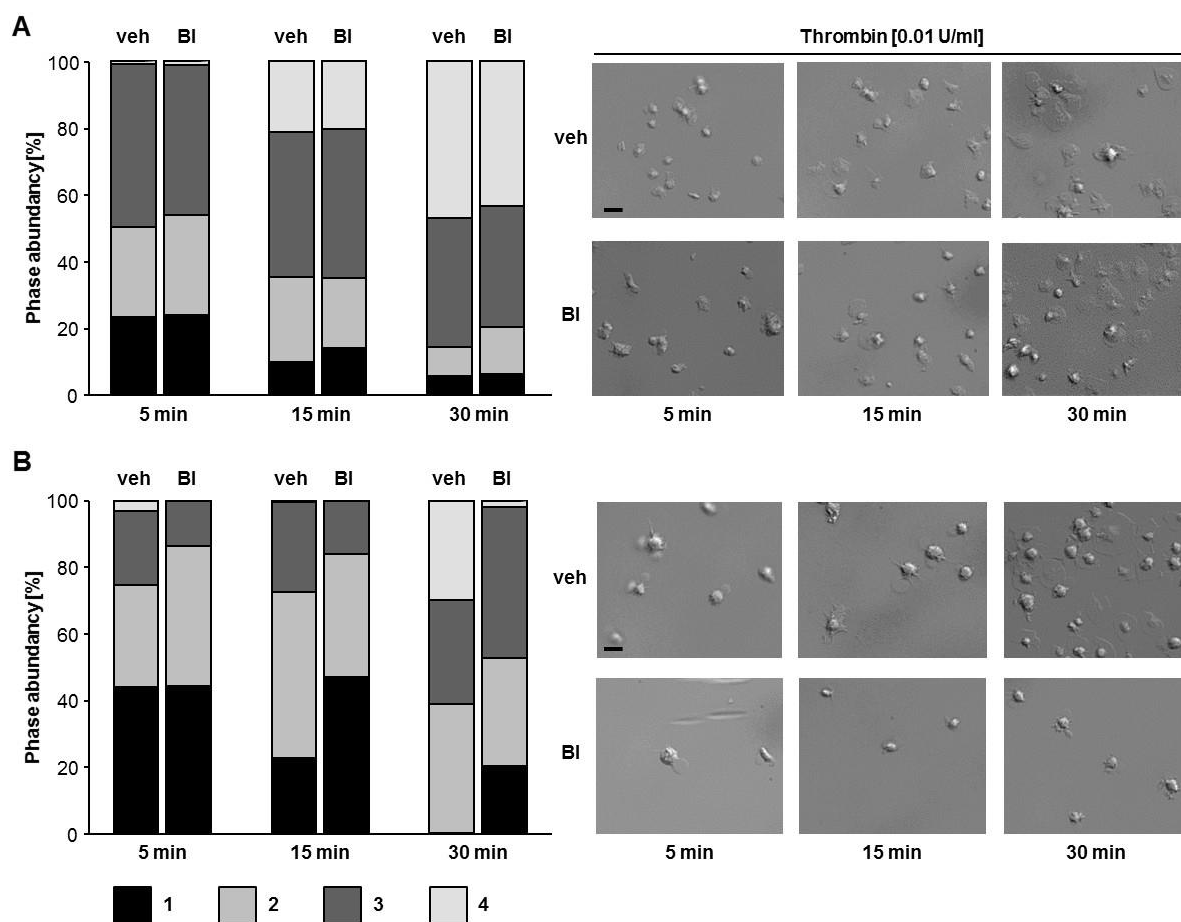 A
veh BI veh BI veh BI
Thrombin [0.01 U/ml]
100
80
60
40
20
0
Phase abundancy [%]
veh
BI
5 min 15 min 30 min
5 min 15 min 30 min
B
veh BI veh BI veh BI
100
80
60
40
20
0
Phase abundancy [%]
veh
BI
5 min 15 min 30 min
5 min 15 min 30 min
1 2 3 4